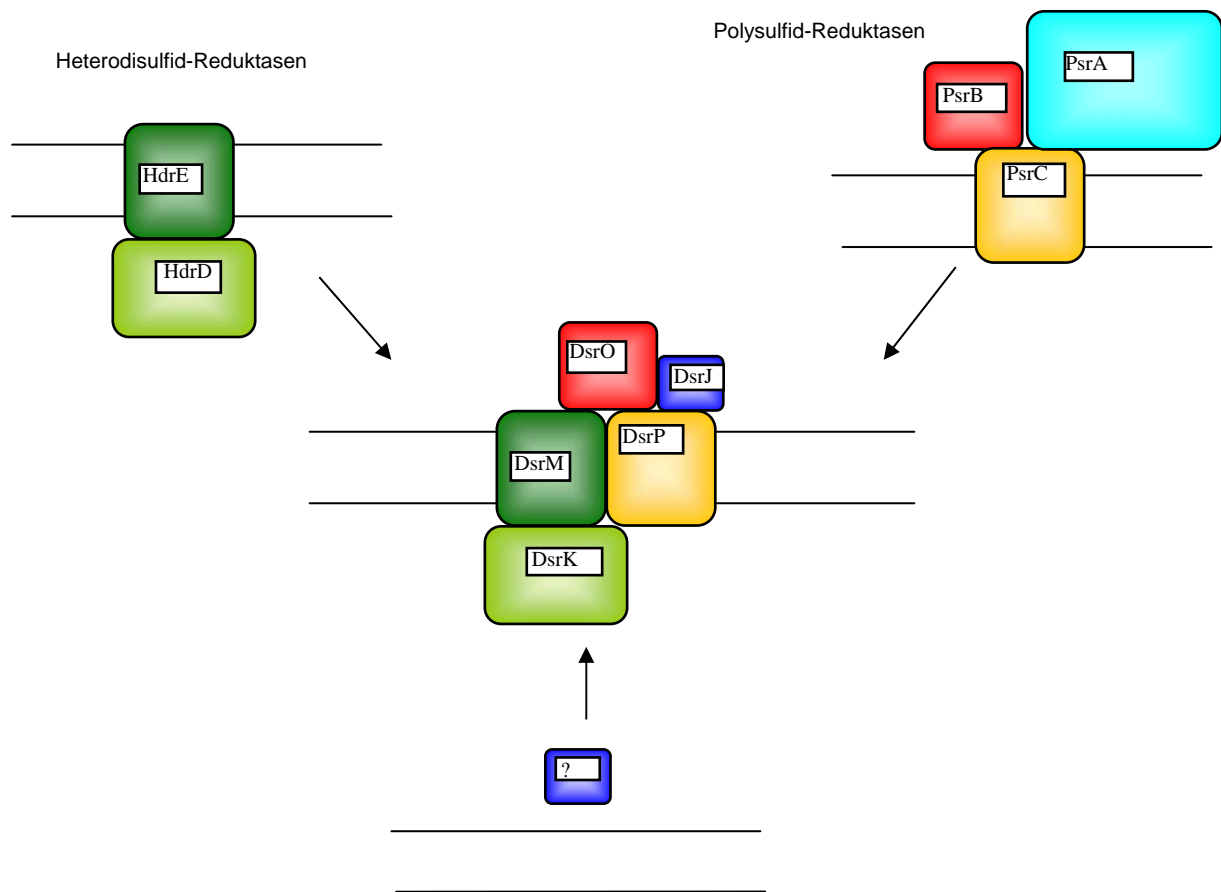 Polysulfid-Reduktasen
Heterodisulfid-Reduktasen
PsrA
PsrB
HdrE
PsrC
HdrD
DsrO
DsrJ
DsrP
DsrM
DsrK
?